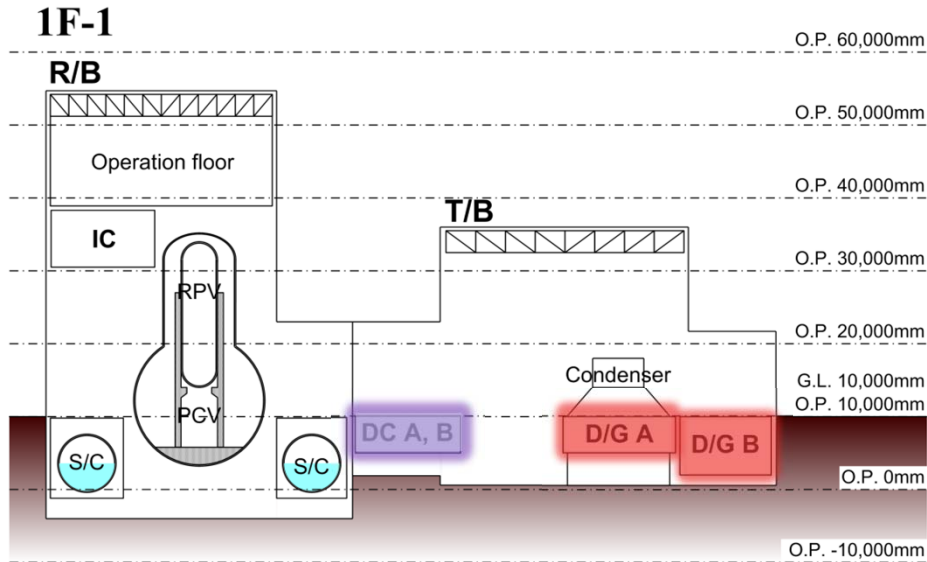 1F-1
O.P. 60,000mm
R/B
O.P. 50,000mm
Operation floor
O.P. 40,000mm
T/B
IC
O.P. 30,000mm
RPV
O.P. 20,000mm
Condenser
G.L. 10,000mm
O.P. 10,000mm
PCV
DC A, B
D/G A
D/G B
S/C
S/C
O.P. 0mm
O.P. -10,000mm